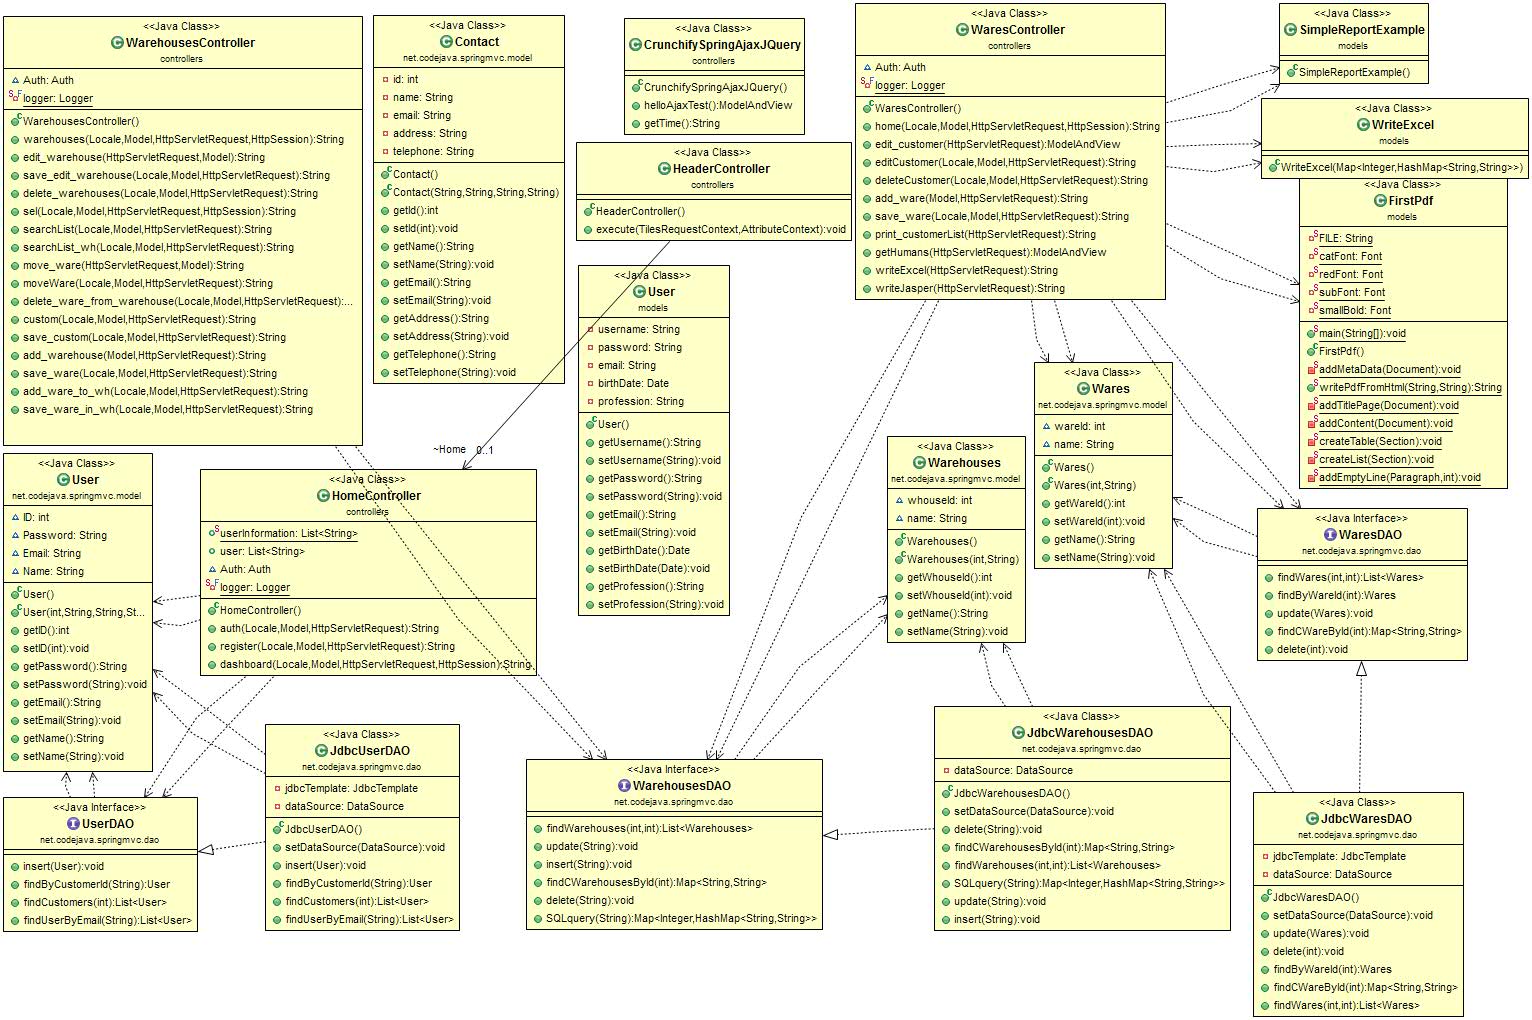 <<Java Class>>
WarehousesController
controllers
Auth: Auth
logger: Logger
WarehousesController()
warehouses(Locale,Model,HttpServletRequest,HttpSession):String
edit_warehouse(HttpServletRequest,Model):String
save_edit_warehouse(Locale,Model,HttpServletRequest):String
delete_warehouses(Locale,Model,HttpServletRequest):String
sel(Locale,Model,HttpServletRequest,HttpSession):String
searchList(Locale,Model,HttpServletRequest):String
searchList_wh(Locale,Model,HttpServletRequest):String
move_ware(HttpServletRequest,Model):String
moveWare(Locale,Model,HttpServletRequest):String
delete_ware_from_warehouse(Locale,Model,HttpServletRequest):...
custom(Locale,Model,HttpServletRequest):String
save_custom(Locale,Model,HttpServletRequest):String
add_warehouse(Model,HttpServletRequest):String
save_ware(Locale,Model,HttpServletRequest):String
add_ware_to_wh(Locale,Model,HttpServletRequest):String
save_ware_in_wh(Locale,Model,HttpServletRequest):String
<<Java Class>>
Contact
net.codejava.springmvc.model
id: int
name: String
email: String
address: String
telephone: String
Contact()
Contact(String,String,String,String)
getId():int
setId(int):void
getName():String
setName(String):void
getEmail():String
setEmail(String):void
getAddress():String
setAddress(String):void
getTelephone():String
setTelephone(String):void
<<Java Class>>
CrunchifySpringAjaxJQuery
controllers
CrunchifySpringAjaxJQuery()
helloAjaxTest():ModelAndView
getTime():String
<<Java Class>>
HeaderController
controllers
HeaderController()
execute(TilesRequestContext,AttributeContext):void
<<Java Class>>
User
models
username: String
password: String
email: String
birthDate: Date
profession: String
User()
getUsername():String
setUsername(String):void
getPassword():String
setPassword(String):void
getEmail():String
setEmail(String):void
getBirthDate():Date
setBirthDate(Date):void
getProfession():String
setProfession(String):void
<<Java Class>>
WaresController
controllers
Auth: Auth
logger: Logger
WaresController()
home(Locale,Model,HttpServletRequest,HttpSession):String
edit_customer(HttpServletRequest):ModelAndView
editCustomer(Locale,Model,HttpServletRequest):String
deleteCustomer(Locale,Model,HttpServletRequest):String
add_ware(Model,HttpServletRequest):String
save_ware(Locale,Model,HttpServletRequest):String
print_customerList(Model,HttpServletRequest):String
getHumans(HttpServletRequest):ModelAndView
writeExcel(HttpServletRequest):String
writeJasper(HttpServletRequest):String
<<Java Class>>
SimpleReportExample
models
SimpleReportExample()
<<Java Class>>
WriteExcel
models
WriteExcel(Map<Integer,HashMap<String,String>>)
<<Java Class>>
FirstPdf
models
FILE: String
catFont: Font
redFont: Font
subFont: Font
smallBold: Font
main(String[]):void
FirstPdf()
addMetaData(Document):void
writePdfFromHtml(String,String):String
addTitlePage(Document):void
addContent(Document):void
createTable(Section):void
createList(Section):void
addEmptyLine(Paragraph,int):void
~Home 0..1
<<Java Class>>
User
net.codejava.springmvc.model
ID: int
Password: String
Email: String
Name: String
User()
User(int,String,String,St...
getID():int
setID(int):void
getPassword():String
setPassword(String):void
getEmail():String
setEmail(String):void
getName():String
setName(String):void
<<Java Class>>
HomeController
controllers
userInformation: List<String>
user: List<String>
Auth: Auth
logger: Logger
HomeController()
auth(Locale,Model,HttpServletRequest):String
register(Locale,Model,HttpServletRequest):String
dashboard(Locale,Model,HttpServletRequest,HttpSession):String
<<Java Class>>
Warehouses
net.codejava.springmvc.model
whouseId: int
name: String
Warehouses()
Warehouses(int,String)
getWhouseId():int
setWhouseId(int):void
getName():String
setName(String):void
<<Java Class>>
Wares
net.codejava.springmvc.model
wareId: int
name: String
Wares()
Wares(int,String)
getWareId():int
setWareId(int):void
getName():String
setName(String):void
<<Java Interface>>
WaresDAO
net.codejava.springmvc.dao
findWares(int,int):List<Wares>
findByWareId(int):Wares
update(Wares):void
findCWareById(int):Map<String,String>
delete(int):void
<<Java Interface>>
UserDAO
net.codejava.springmvc.dao
insert(User):void
findByCustomerId(String):User
findCustomers(int):List<User>
findUserByEmail(String):List<User>
<<Java Class>>
JdbcUserDAO
net.codejava.springmvc.dao
jdbcTemplate: JdbcTemplate
dataSource: DataSource
JdbcUserDAO()
setDataSource(DataSource):void
insert(User):void
findByCustomerId(String):User
findCustomers(int):List<User>
findUserByEmail(String):List<User>
<<Java Interface>>
WarehousesDAO
net.codejava.springmvc.dao
findWarehouses(int,int):List<Warehouses>
update(String):void
insert(String):void
findCWarehousesById(int):Map<String,String>
delete(String):void
SQLquery(String):Map<Integer,HashMap<String,String>>
<<Java Class>>
JdbcWarehousesDAO
net.codejava.springmvc.dao
dataSource: DataSource
JdbcWarehousesDAO()
setDataSource(DataSource):void
delete(String):void
findCWarehousesById(int):Map<String,String>
findWarehouses(int,int):List<Warehouses>
SQLquery(String):Map<Integer,HashMap<String,String>>
update(String):void
insert(String):void
<<Java Class>>
JdbcWaresDAO
net.codejava.springmvc.dao
jdbcTemplate: JdbcTemplate
dataSource: DataSource
JdbcWaresDAO()
setDataSource(DataSource):void
update(Wares):void
delete(int):void
findByWareId(int):Wares
findCWareById(int):Map<String,String>
findWares(int,int):List<Wares>